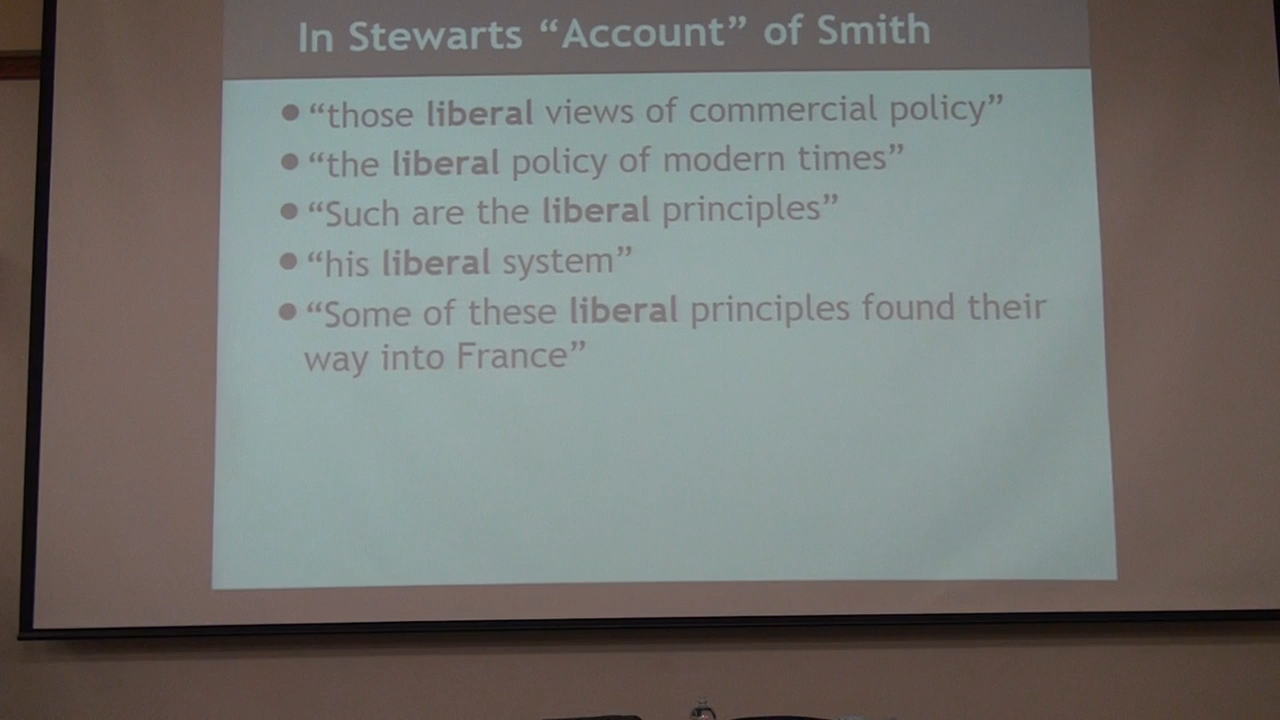 In Stewarts “Account” of Smith
● “those liberal views of commercial policy”
● “the liberal policy of modern times”
● “Such are the liberal principles”
● “his liberal system”
● “Some of these liberal principles found their
way into France”